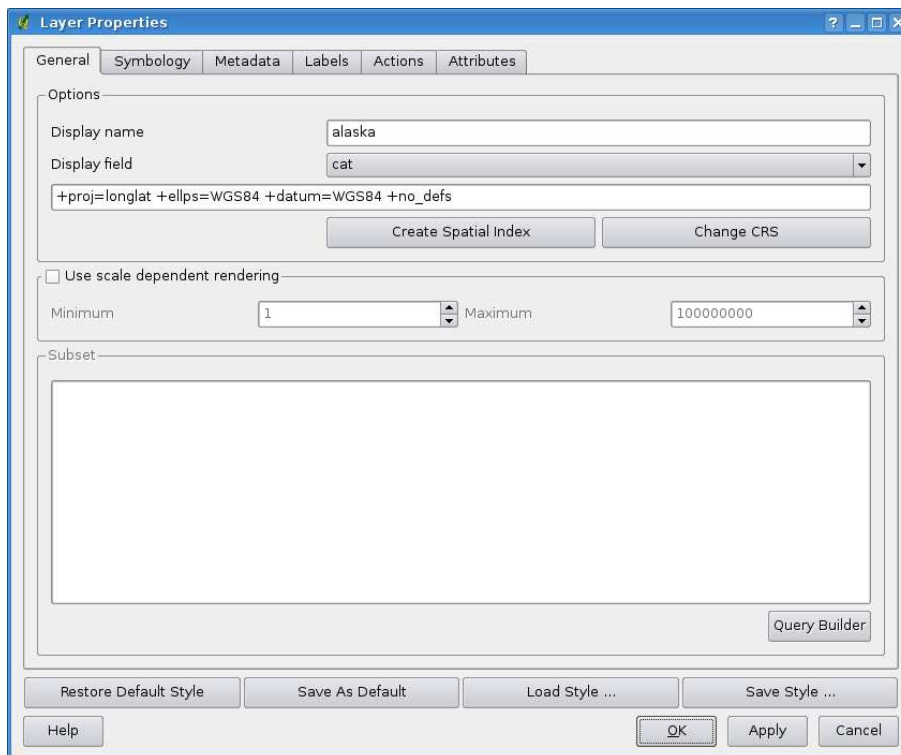 Layer Properties
General Symbology Metadata Labels Actions Attributes
Options
Display name alaska
Display field cat
+proj=longlat +ellps=WGS84 +datum=WGS84 +no_defs
Create Spatial Index Change CRS
Use scale dependent rendering
Minimum 1 Maximum 100000000
Subset
Query Builder
Restore Default Style Save As Default Load Style ... Save Style ...
Help OK Apply Cancel